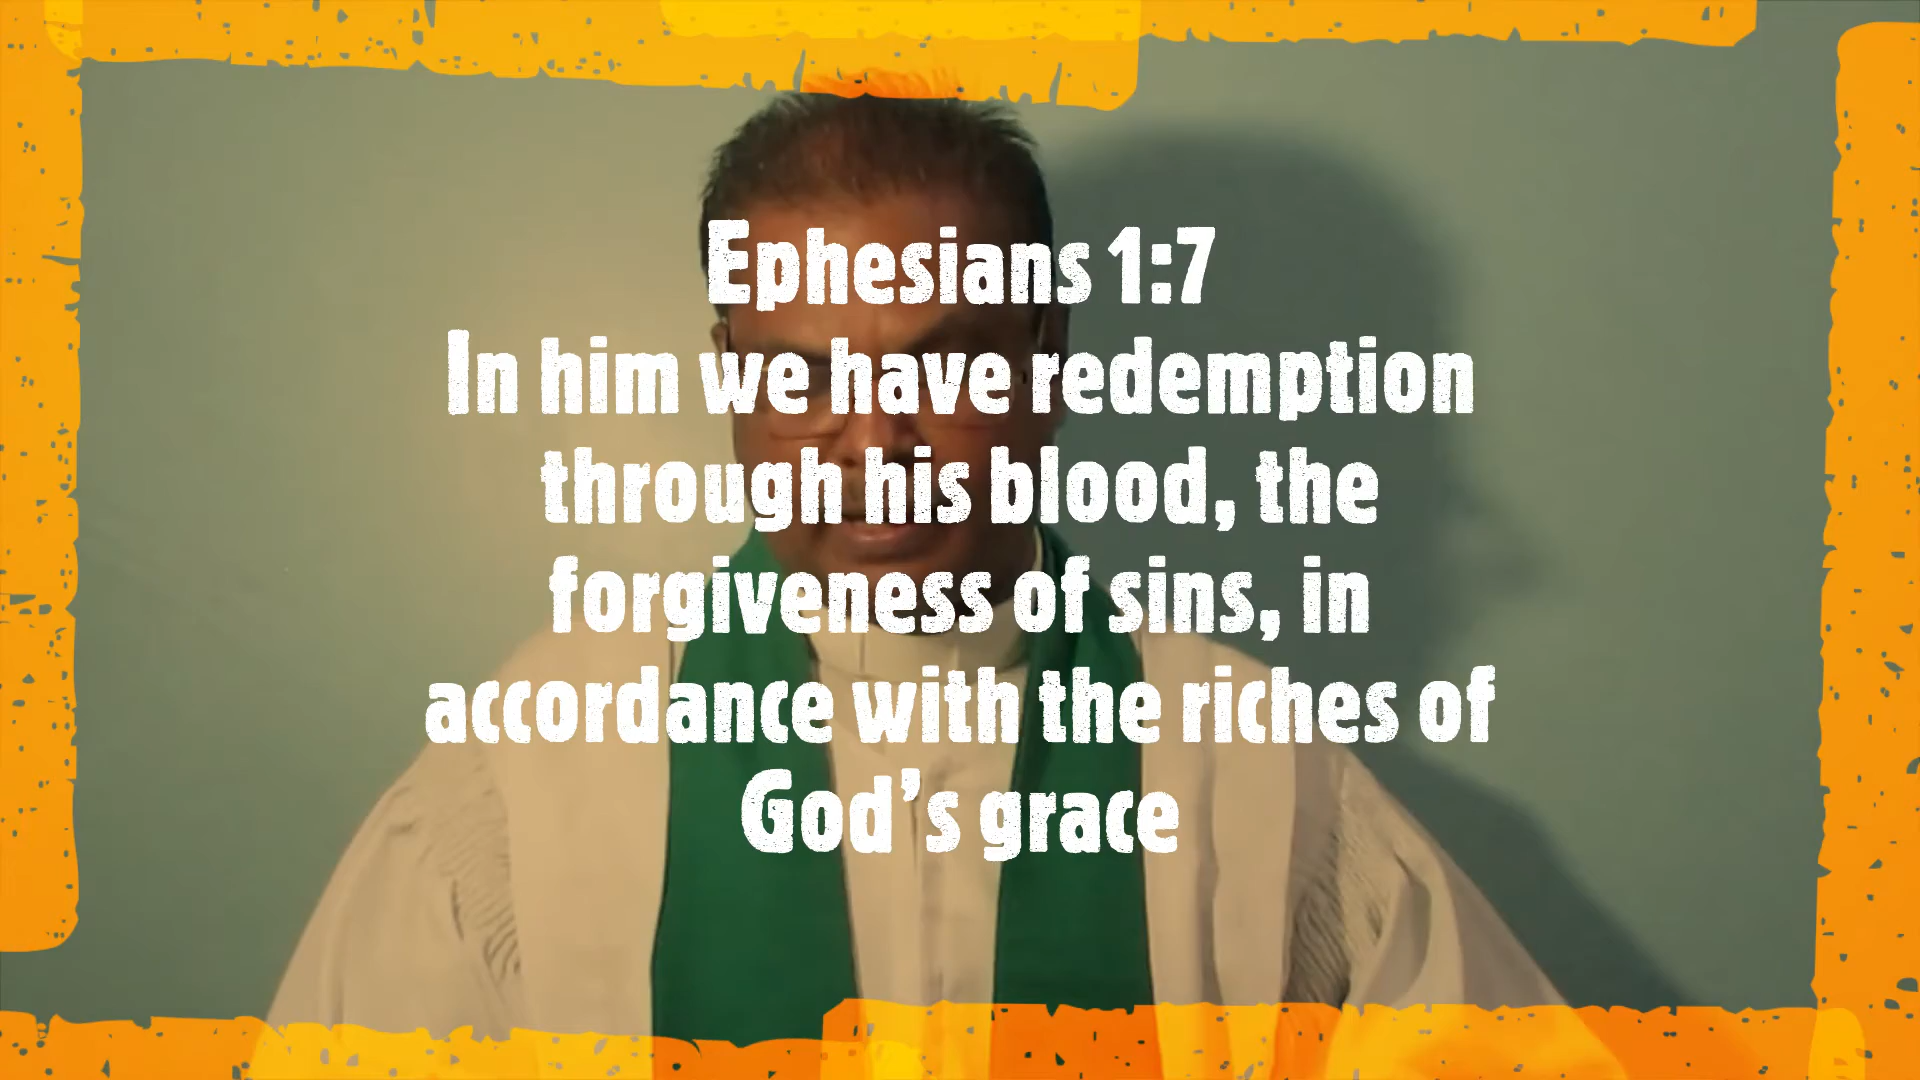 Ephesians 1:7
In him we have redemption
through his blood, the
forgiveness of sins, in
accordance with the riches of
God’s grace